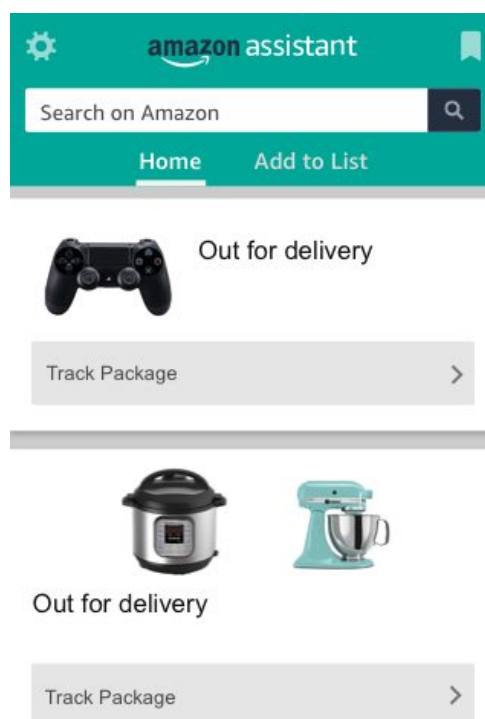 amazon assistant
Search on Amazon
Home Add to List
Out for delivery
Track Package
Out for delivery
Track Package